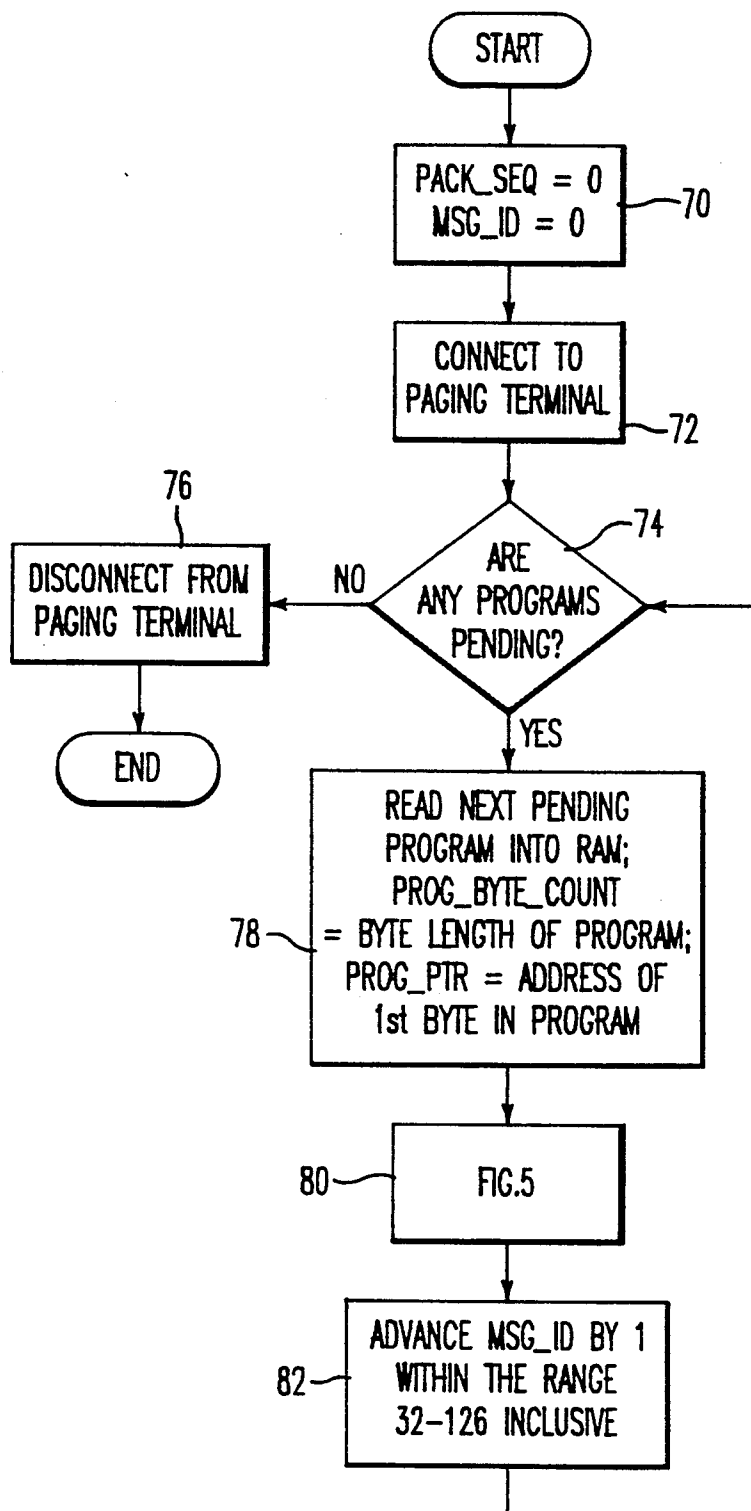 START
PACK_SEQ = 0
MSG_ID = 0
70
CONNECT TO
PAGING TERMINAL
72
76
74
DISCONNECT FROM
PAGING TERMINAL
NO
ARE
ANY PROGRAMS
PENDING?
END
YES
READ NEXT PENDING
PROGRAM INTO RAM;
PROG_BYTE_COUNT
= BYTE LENGTH OF PROGRAM;
PROG_PTR = ADDRESS OF
1st BYTE IN PROGRAM
78
80
FIG.5
ADVANCE MSG_ID BY 1
WITHIN THE RANGE
32-126 INCLUSIVE
82